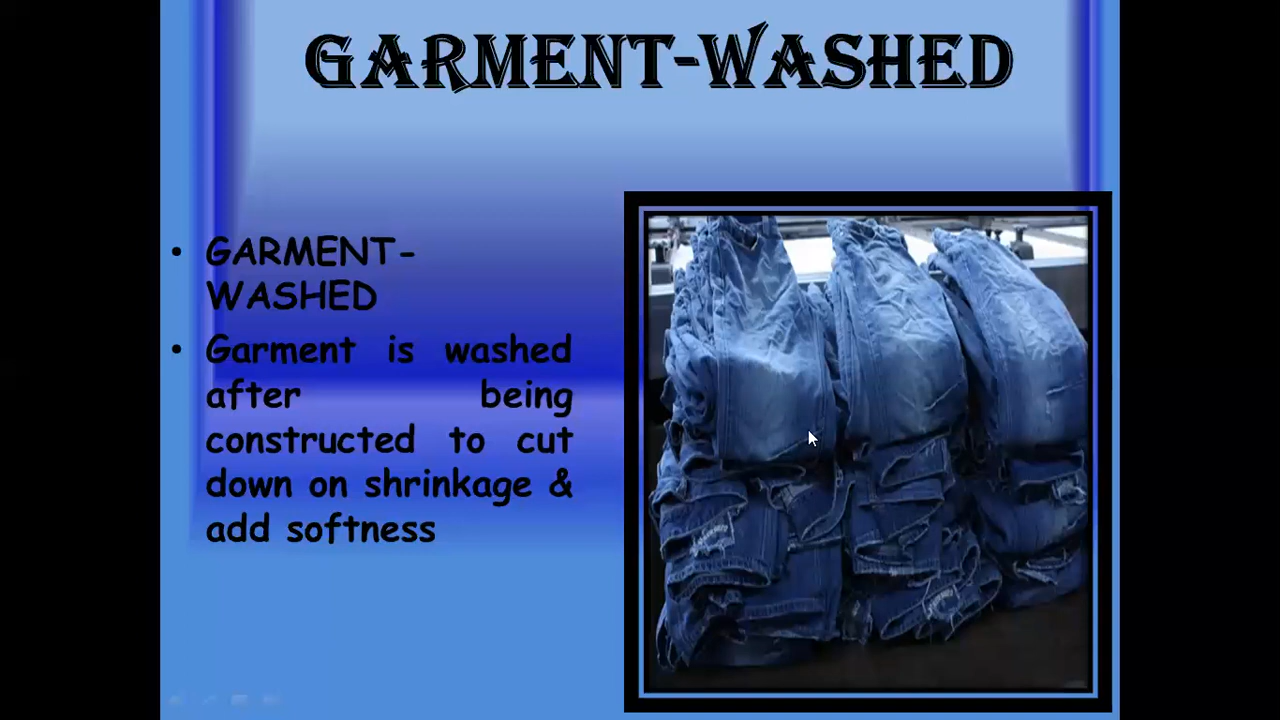 GARMENT-WASHED
• GARMENT-
WASHED
• Garment is washed
after being
constructed to cut
down on shrinkage &
add softness